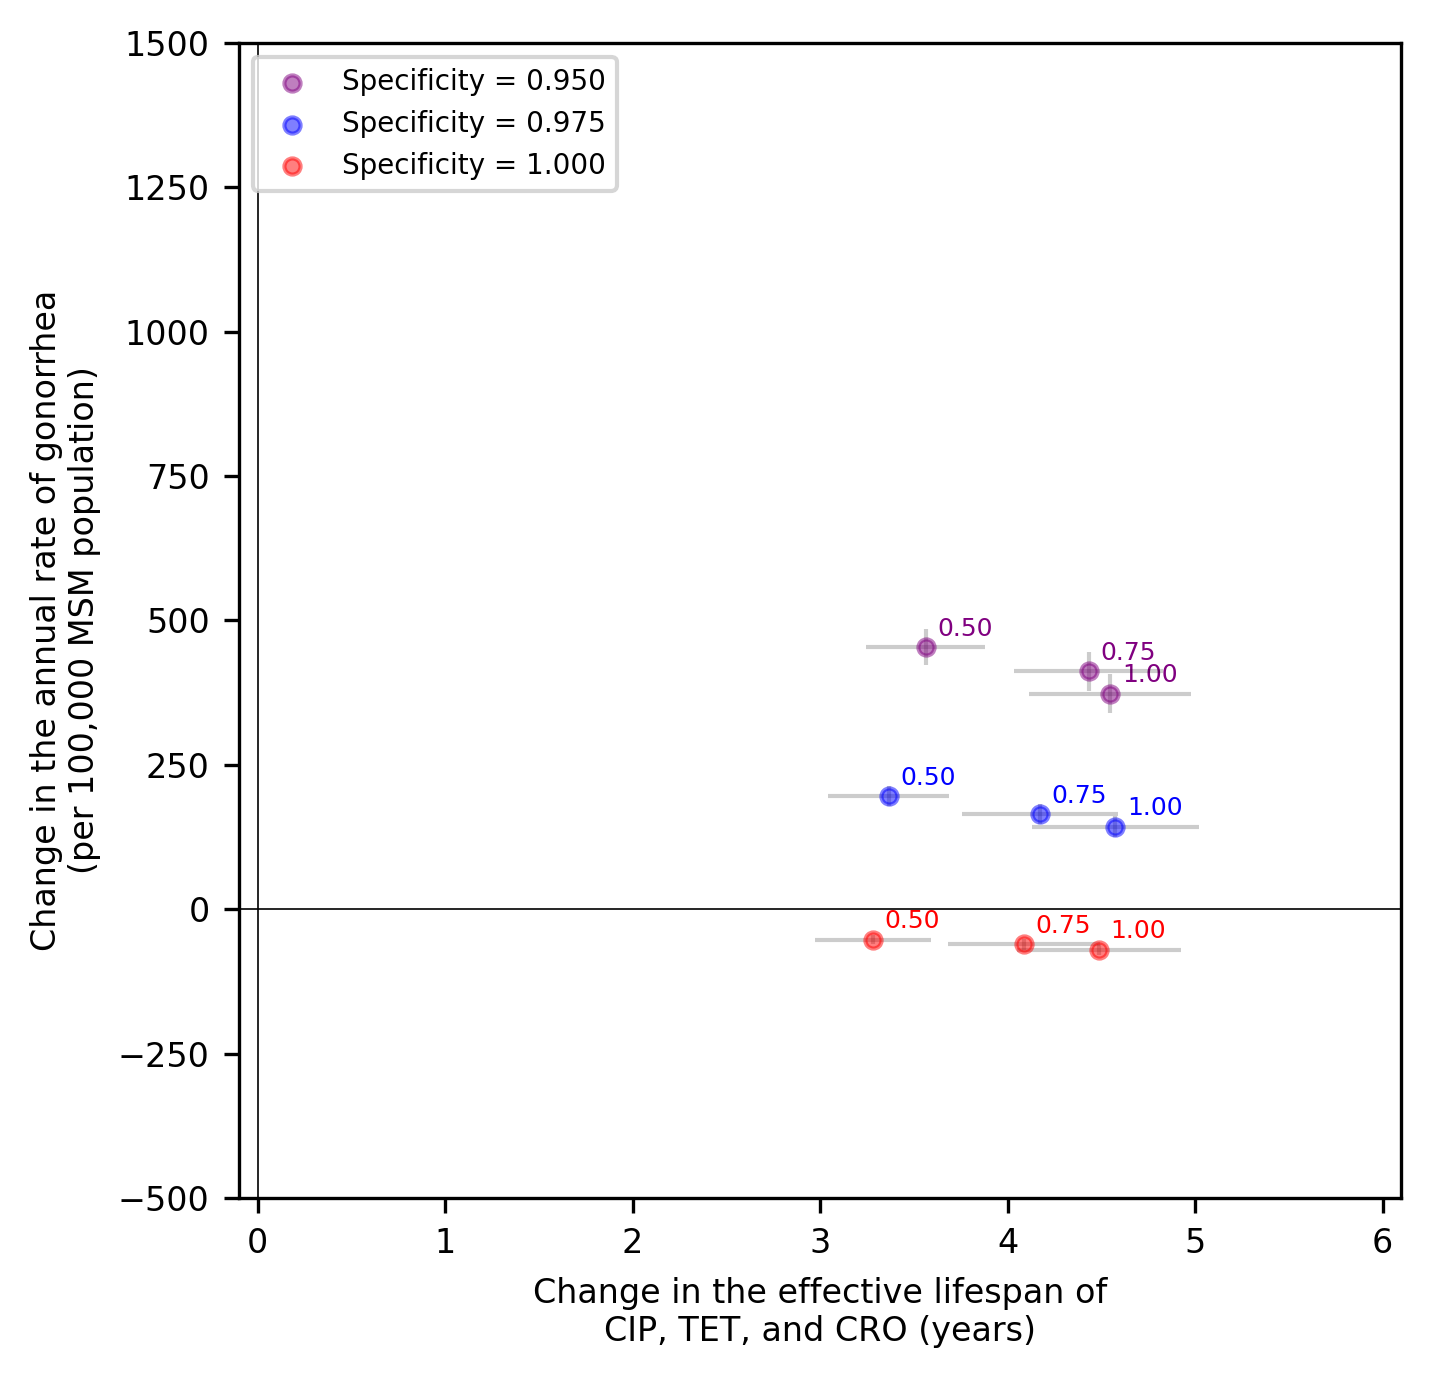 1500
1250
1000
750
500
250
0
−250
−500
Change in the annual rate of gonorrhea
(per 100,000 MSM population)
Specificity = 0.950
Specificity = 0.975
Specificity = 1.000
0.50
0.75
1.00
0.50
0.75
1.00
0.50
0.75
1.00
0 1 2 3 4 5 6
Change in the effective lifespan of
CIP, TET, and CRO (years)